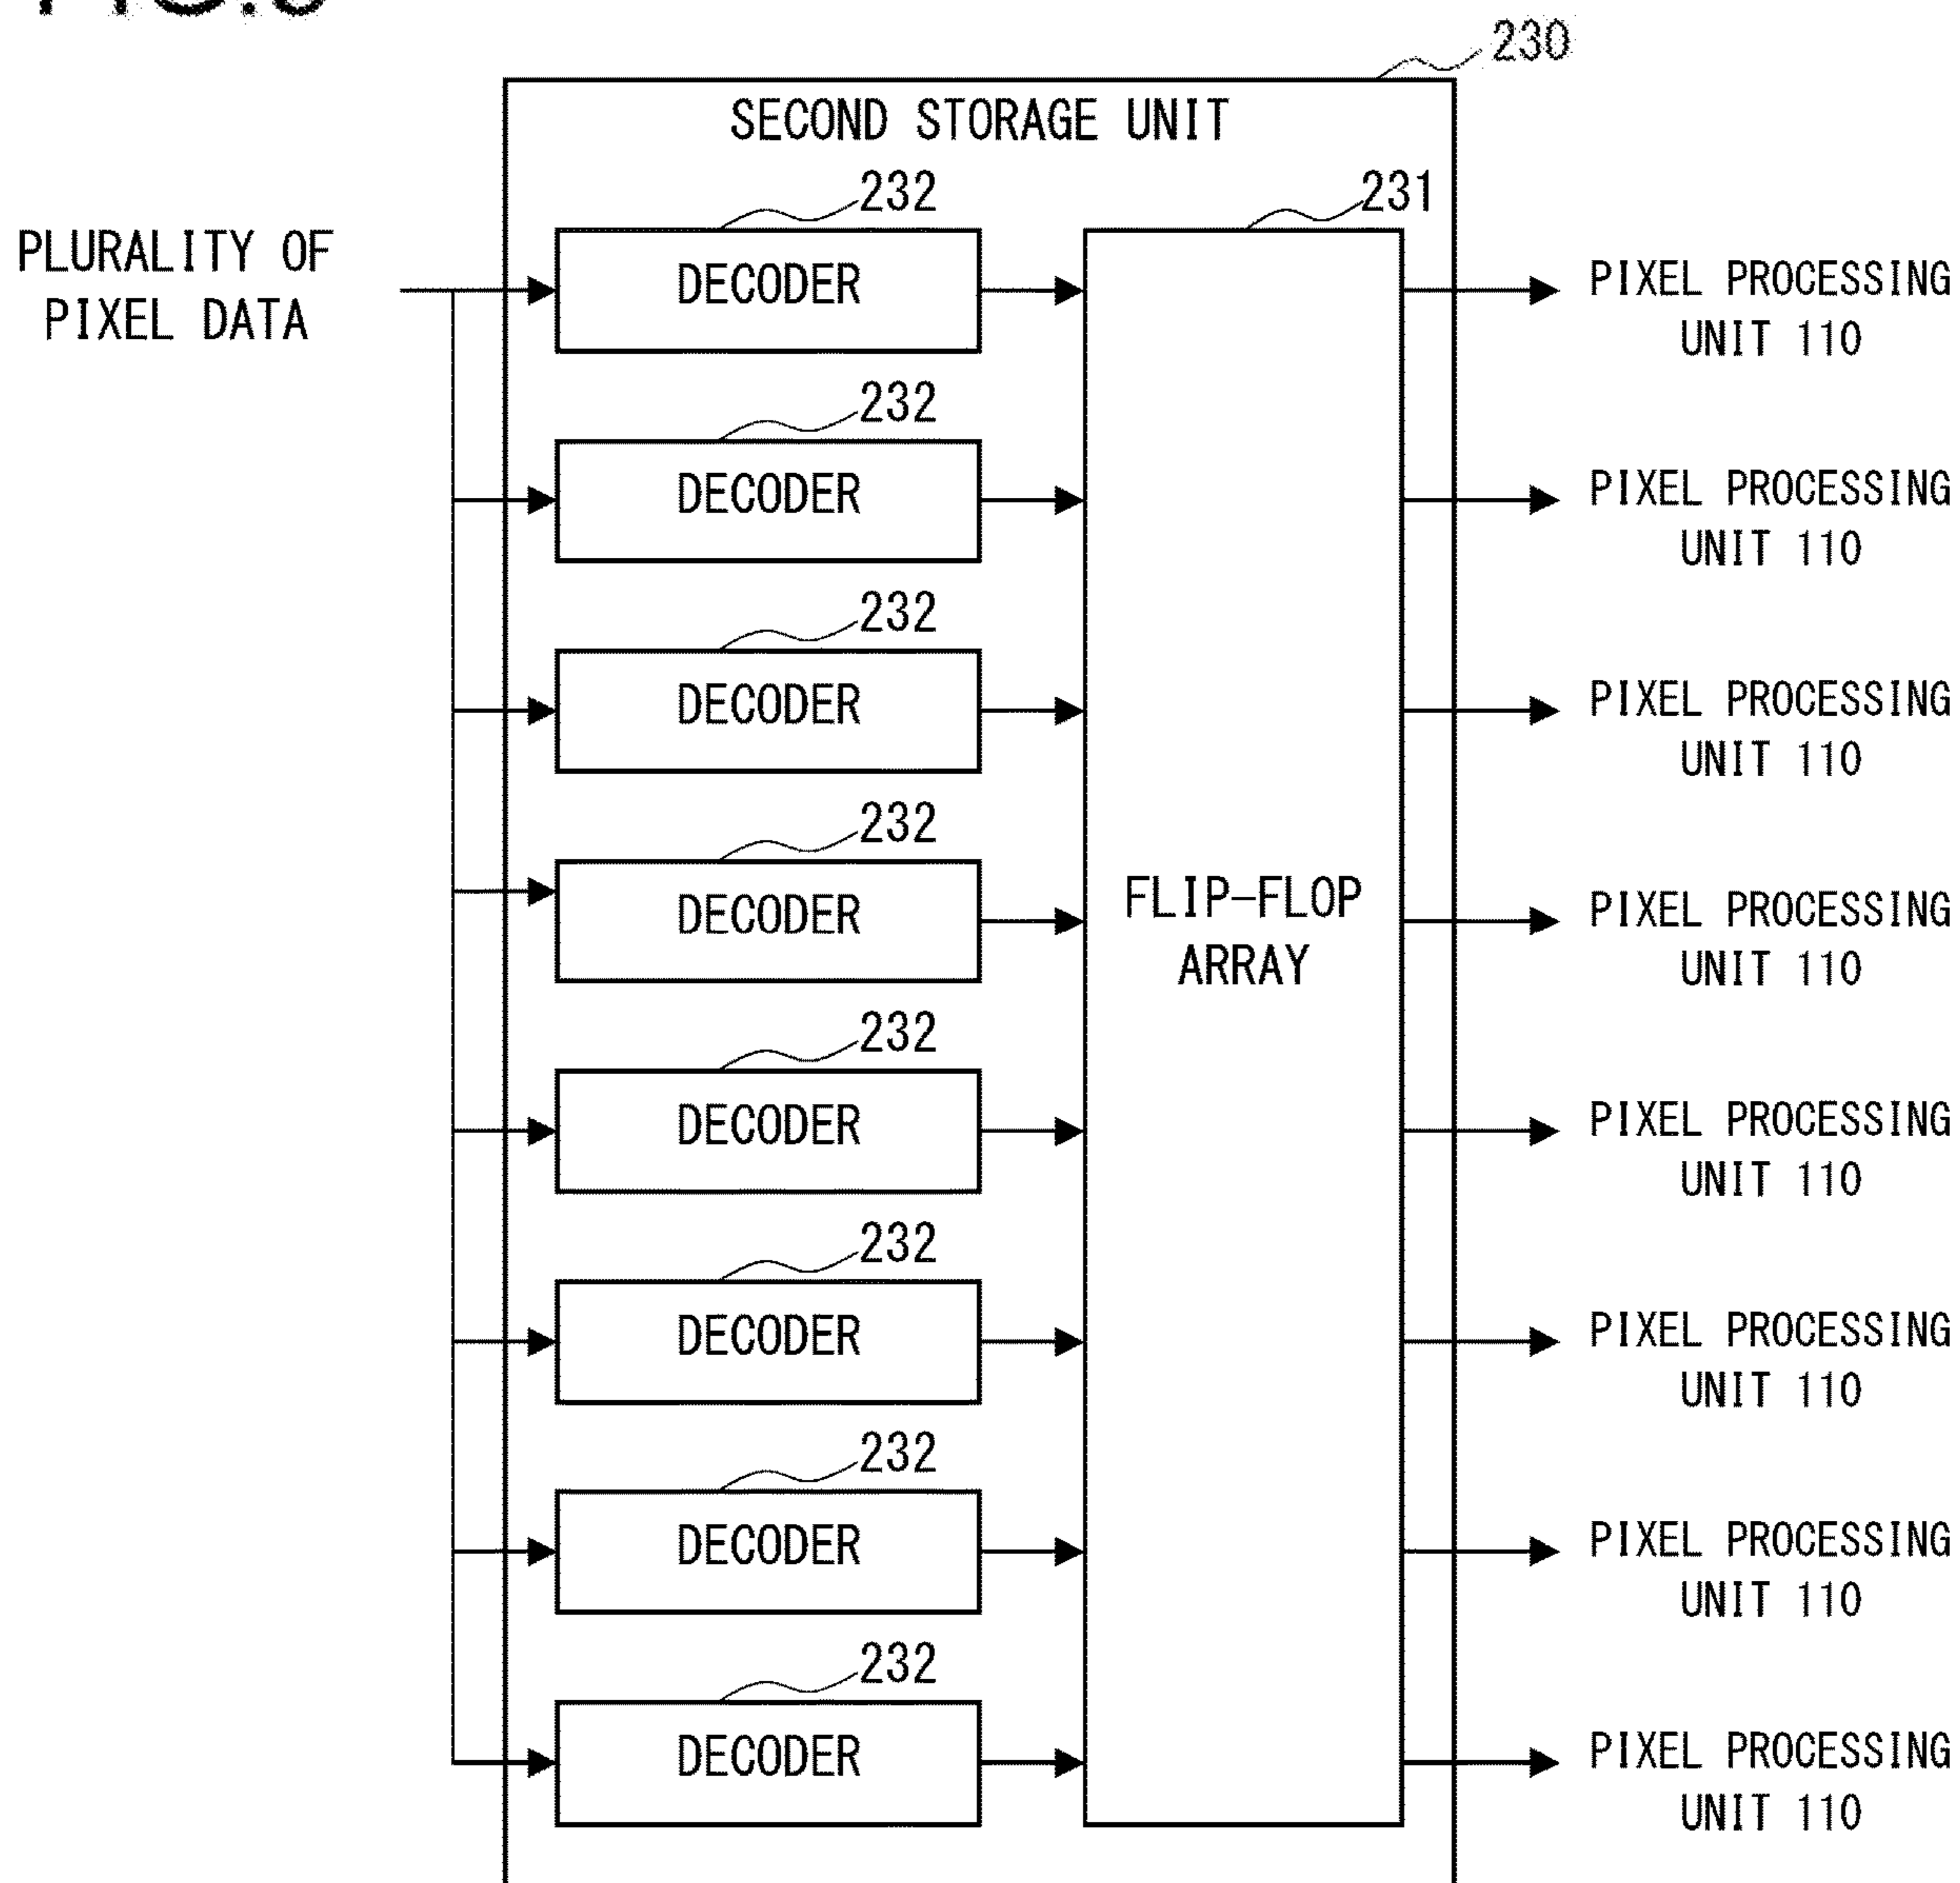 230
SECOND STORAGE UNIT
232
231
PLURALITY OF
PIXEL DATA
DECODER
PIXEL PROCESSING
UNIT 110
232
DECODER
PIXEL PROCESSING
UNIT 110
232
DECODER
PIXEL PROCESSING
UNIT 110
232
DECODER
FLIP-FLOP
ARRAY
PIXEL PROCESSING
UNIT 110
232
DECODER
PIXEL PROCESSING
UNIT 110
232
DECODER
PIXEL PROCESSING
UNIT 110
232
DECODER
PIXEL PROCESSING
UNIT 110
232
DECODER
PIXEL PROCESSING
UNIT 110